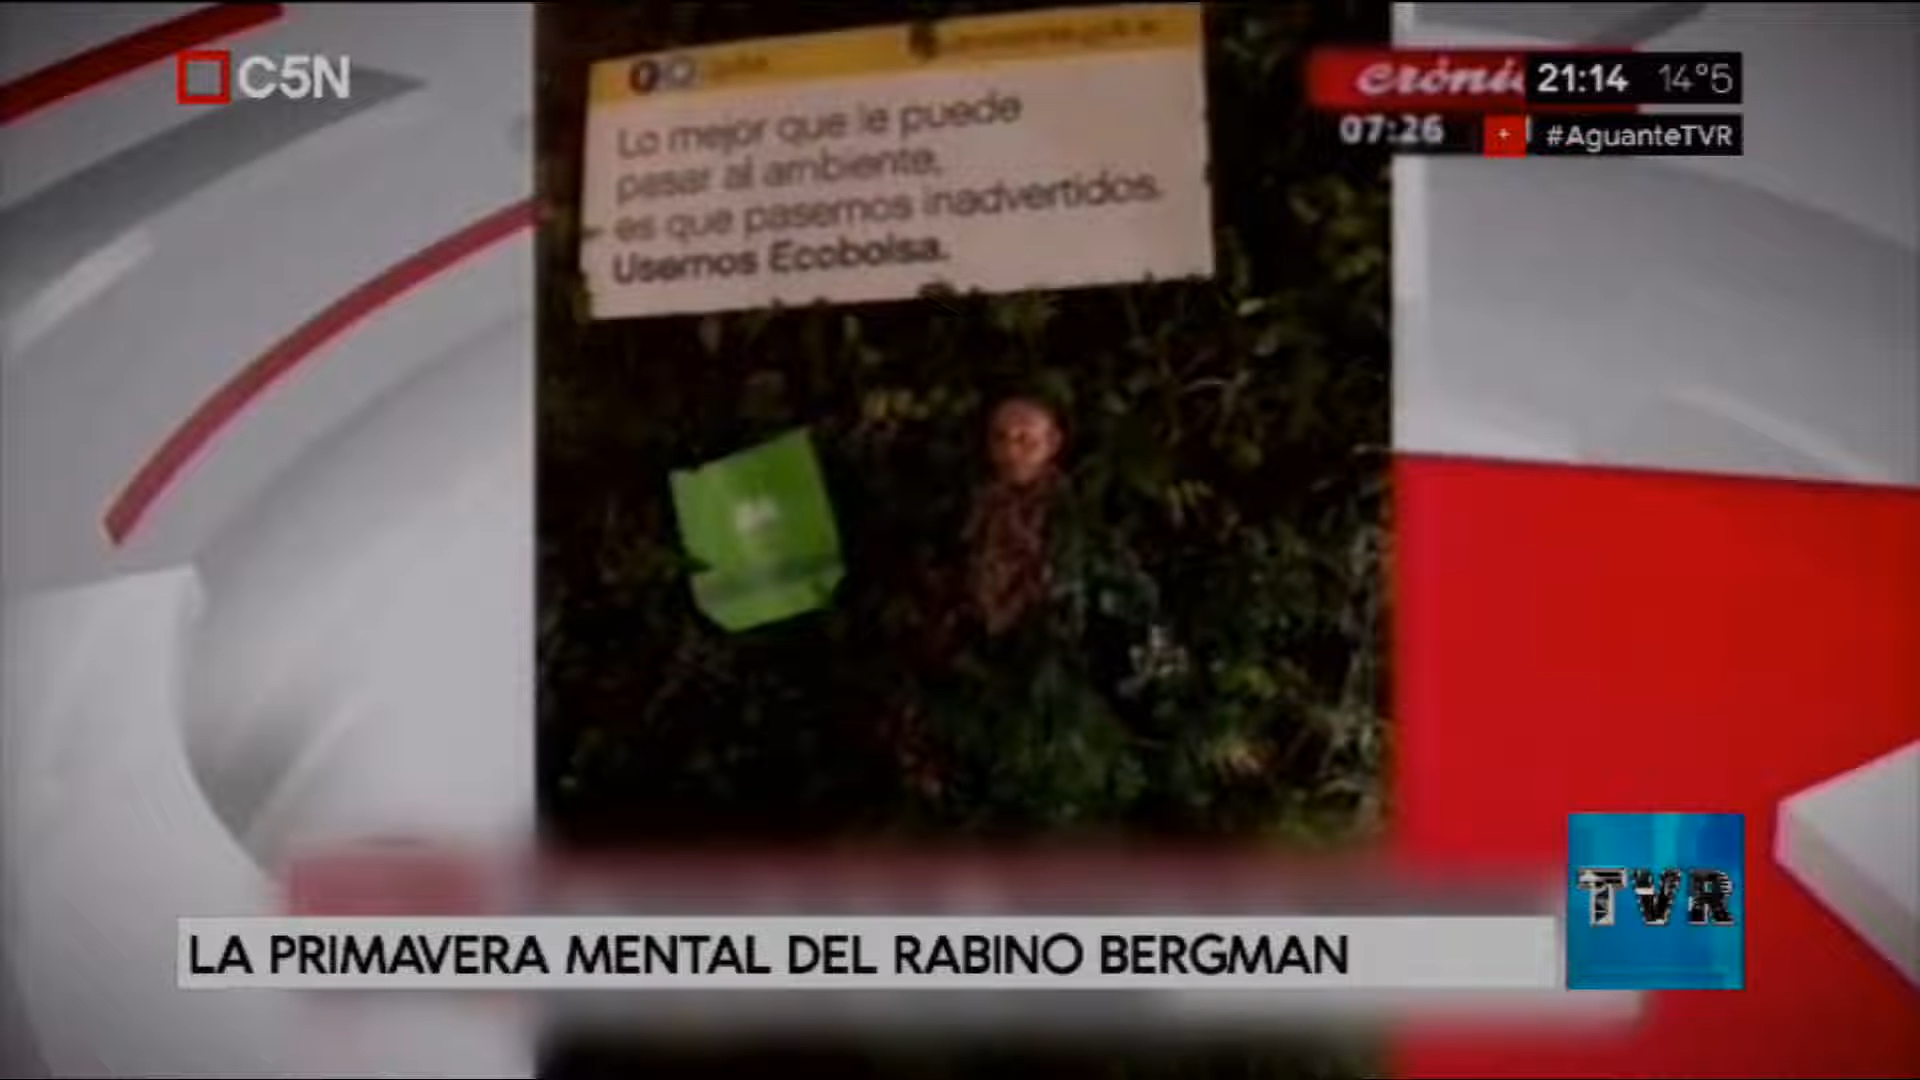 C5N
Cróni
21:14 14°5
07:26
#AguanteTVR
Lo mejor que le puede
pasar al ambiente,
es que pasemos inadvertidos.
Usemos Ecobolsa.
LA PRIMAVERA MENTAL DEL RABINO BERGMAN
TVR